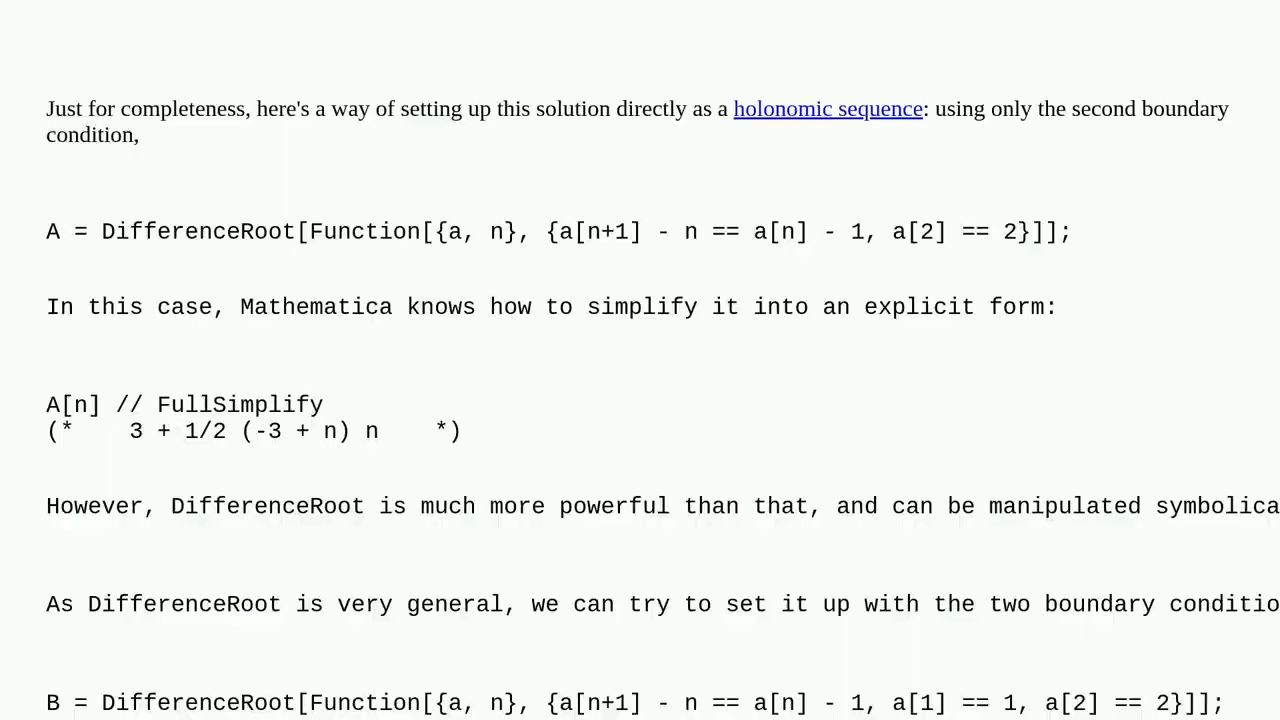 Just for completeness, here's a way of setting up this solution directly as a holonomic sequence: using only the second boundary
condition,
A = DifferenceRoot[Function[{a, n}, {a[n+1] - n == a[n] - 1, a[2] == 2}]];
In this case, Mathematica knows how to simplify it into an explicit form:
A[n] // FullSimplify
(*    3 + 1/2 (-3 + n) n    *)
However, DifferenceRoot is much more powerful than that, and can be manipulated symbolica
As DifferenceRoot is very general, we can try to set it up with the two boundary conditio
B = DifferenceRoot[Function[{a, n}, {a[n+1] - n == a[n] - 1, a[1] == 1, a[2] == 2}]];